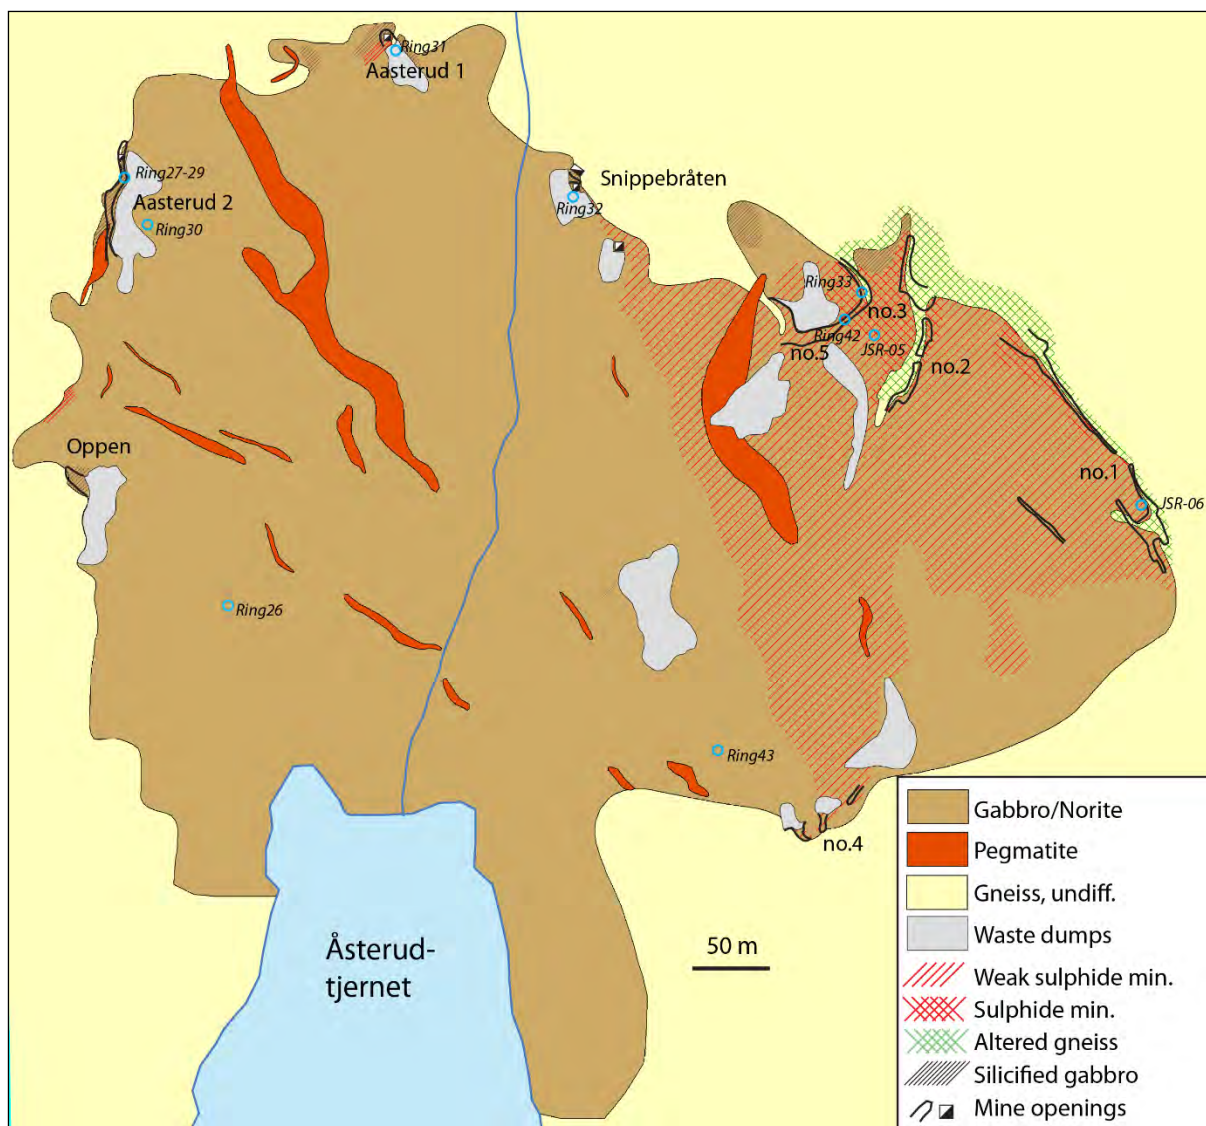 Ring31
Aasterud 1
Ring27-29
Aasterud 2
Ring30
Snippebråten
Ring32
Ring33
no.3
Ring42
no.5
JSR-05
no.2
Oppen
no.1
JSR-06
Ring26
Ring43
no.4
Åsterud-
tjernet
50 m
Gabbro/Norite
Pegmatite
Gneiss, undiff.
Waste dumps
Weak sulphide min.
Sulphide min.
Altered gneiss
Silicified gabbro
Mine openings